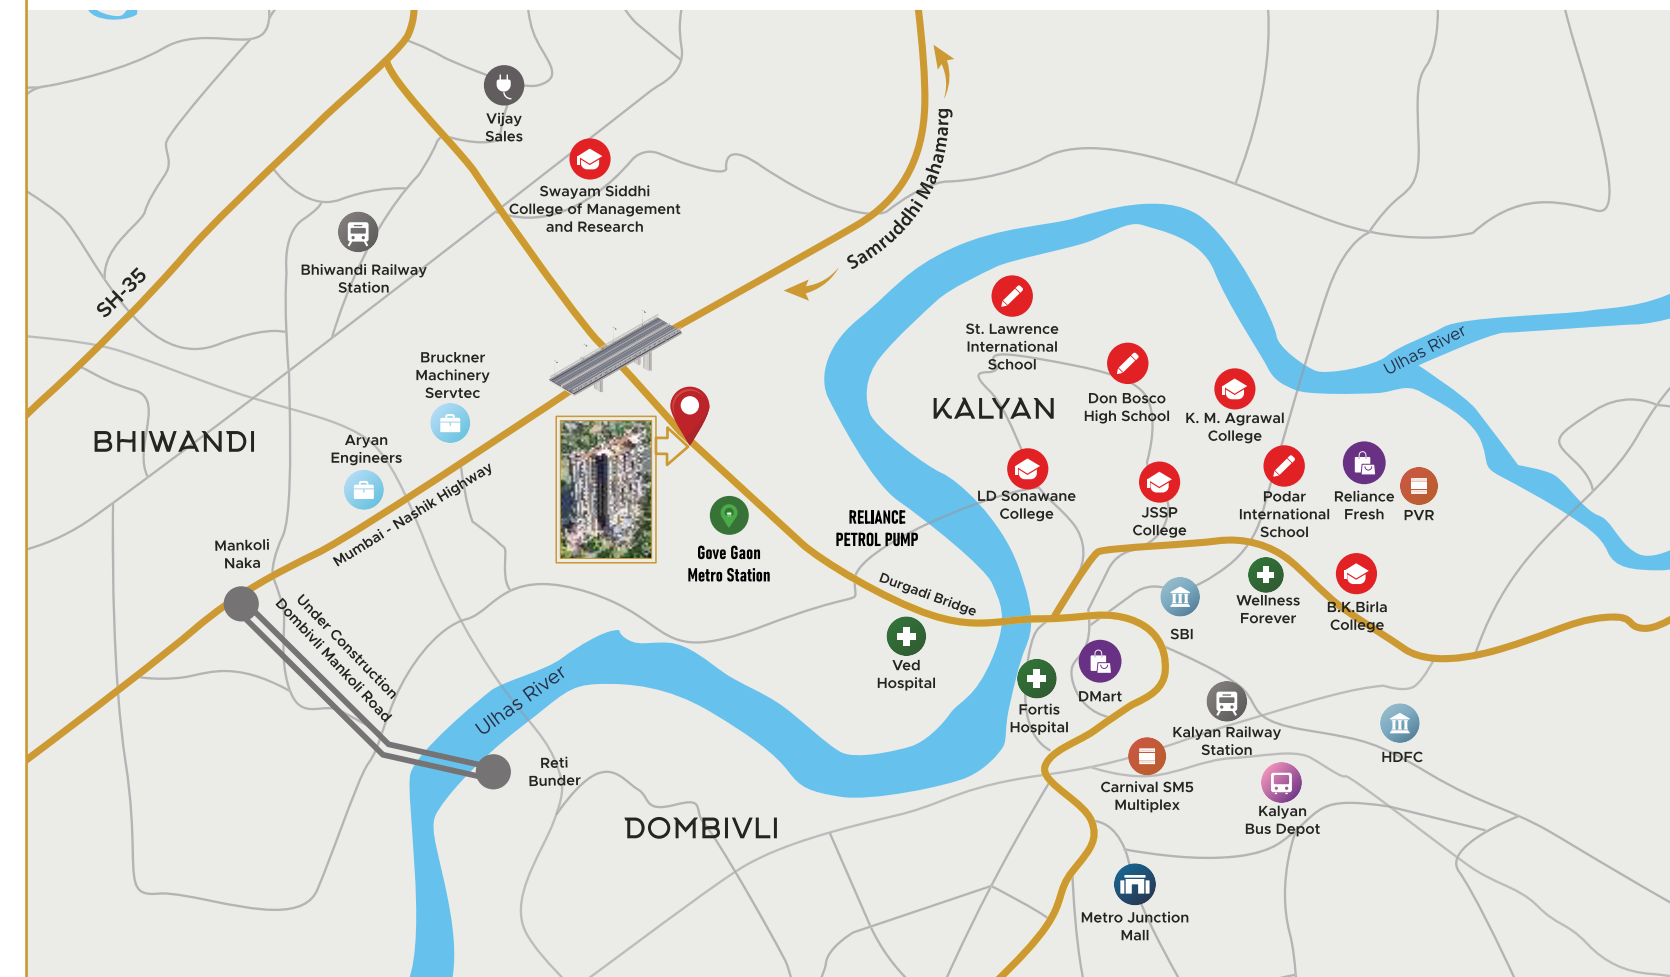 Vijay
Sales
Swayam Siddhi
College of Management
and Research
Samruddhi Mahamarg
Bhiwandi Railway
Station
SH-35
St. Lawrence
International
School
Ulhas River
Bruckner
Machinery
Servtec
Don Bosco
High School
KALYAN
K. M. Agrawal
College
BHIWANDI
Aryan
Engineers
Mumbai - Nashik Highway
LD Sonawane
College
JSSP
College
Podar
International
School
Reliance
Fresh
PVR
RELIANCE
PETROL PUMP
Gove Gaon
Metro Station
Mankoli
Naka
Durgadi Bridge
Under Construction
Dombivli Mankoli Road
SBI
Wellness
Forever
B.K.Birla
College
Ved
Hospital
Ulhas River
Fortis
Hospital
DMart
Kalyan Railway
Station
HDFC
Reti
Bunder
Carnival SM5
Multiplex
Kalyan
Bus Depot
DOMBIVLI
Metro Junction
Mall